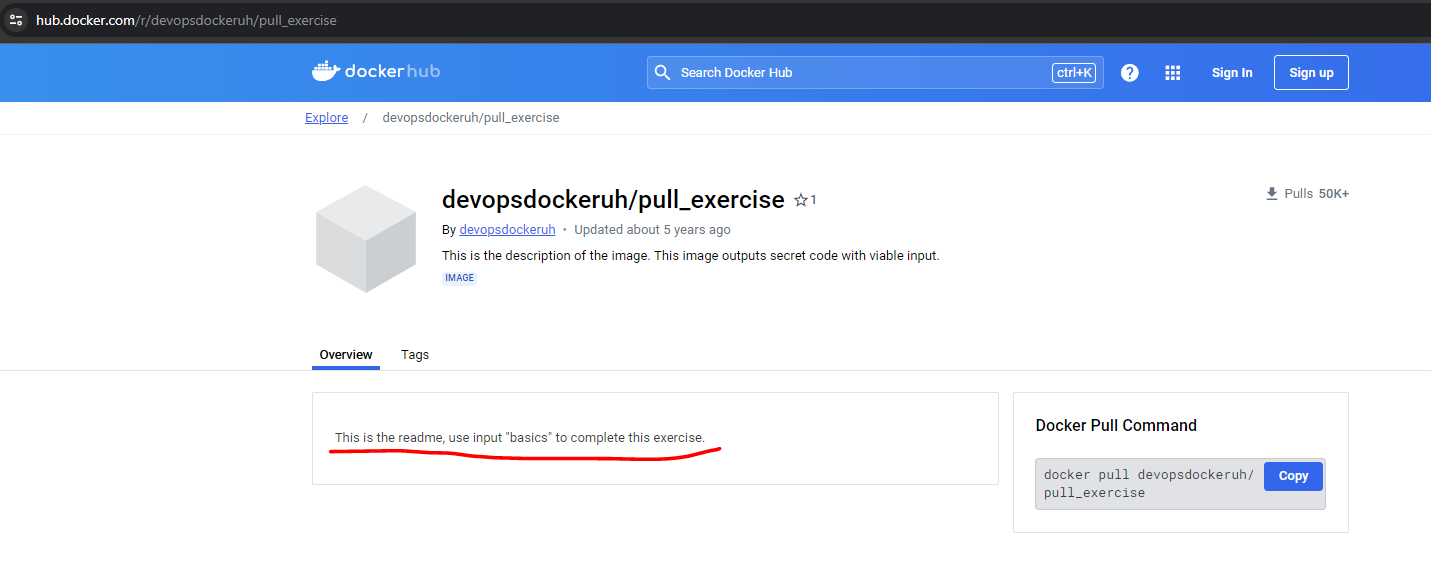 hub.docker.com/r/devopsdockeruh/pull_exercise
dockerhub
Search Docker Hub
ctrl+K
?
Sign In
Sign up
Explore / devopsdockeruh/pull_exercise
devopsdockeruh/pull_exercise ☆1
Pulls 50K+
By devopsdockeruh • Updated about 5 years ago
This is the description of the image. This image outputs secret code with viable input.
IMAGE
Overview
Tags
This is the readme, use input "basics" to complete this exercise.
Docker Pull Command
docker pull devopsdockeruh/
pull_exercise
Copy